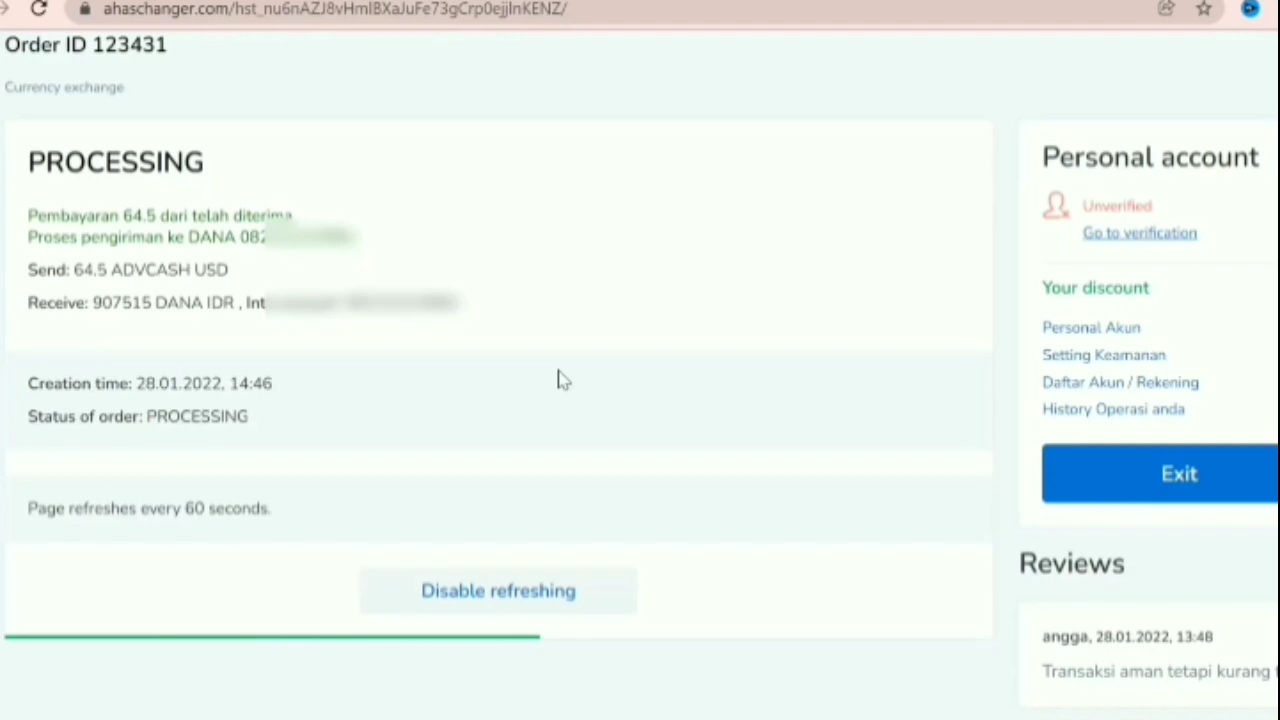 ahaschanger.com/hst_nu6nAZJ8vHmlBXaJuFe73gCrp0ejjlnKENZ/
Order ID 123431
Currency exchange
PROCESSING
Pembayaran 64.5 dari telah diterima
Proses pengiriman ke DANA 082
Send: 64.5 ADVCASH USD
Receive: 907515 DANA IDR , Int
Creation time: 28.01.2022, 14:46
Status of order: PROCESSING
Page refreshes every 60 seconds.
Disable refreshing
Personal account
Unverified
Go to verification
Your discount
Personal Akun
Setting Keamanan
Daftar Akun / Rekening
History Operasi anda
Exit
Reviews
angga, 28.01.2022, 13:48
Transaksi aman tetapi kurang